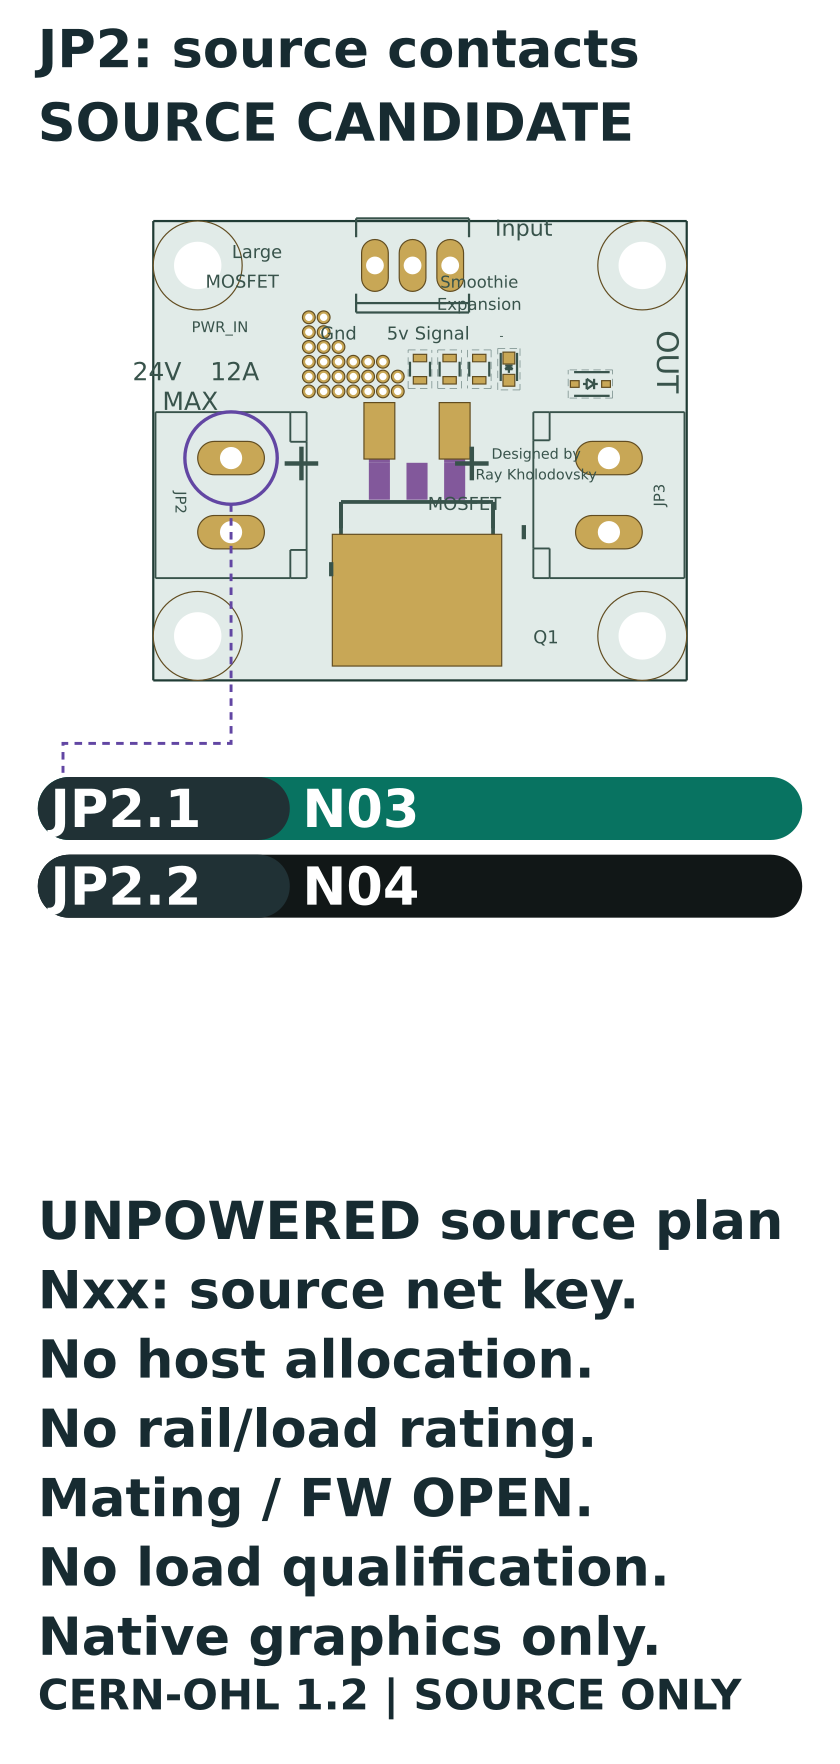 JP2: source contacts
SOURCE CANDIDATE
Input
Large
MOSFET
Smoothie
Expansion
PWR_IN
Gnd
5v Signal
-
OUT
24V 12A
MAX
+
+
Designed by
Ray Kholodovsky
JP2
JP3
MOSFET
-
-
Q1
JP2.1 N03
JP2.2 N04
UNPOWERED source plan
Nxx: source net key.
No host allocation.
No rail/load rating.
Mating / FW OPEN.
No load qualification.
Native graphics only.
CERN-OHL 1.2 | SOURCE ONLY